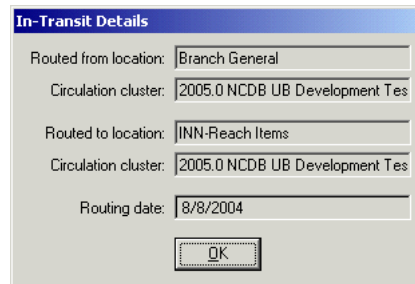 In-Transit Details
Routed from location: Branch General
Circulation cluster: 2005.0 NCDB UB Development Tes
Routed to location: INN-Reach Items
Circulation cluster: 2005.0 NCDB UB Development Tes
Routing date: 8/8/2004
OK